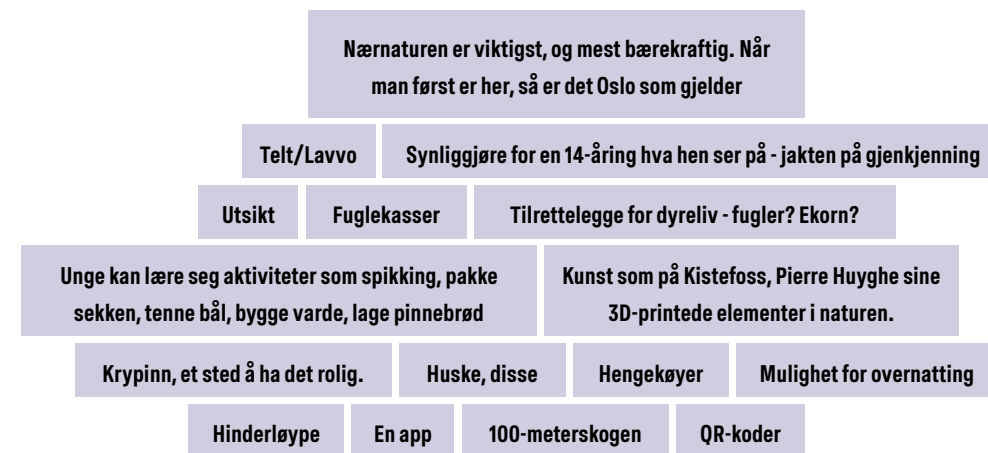 Nærnaturen er viktigst, og mest bærekraftig. Når
man først er her, så er det Oslo som gjelder
Telt/Lavvo
Synliggjøre for en 14-åring hva hen ser på - jakten på gjenkjenning
Utsikt
Fuglekasser
Tilrettelegge for dyreliv - fugler? Ekorn?
Unge kan lære seg aktiviteter som spikking, pakke
sekken, tenne bål, bygge varde, lage pinnebrød
Kunst som på Kistefoss, Pierre Huyghe sine
3D-printede elementer i naturen.
Krypinn, et sted å ha det rolig.
Huske, disse
Hengekøyer
Mulighet for overnatting
Hinderløype
En app
100-meterskogen
QR-koder